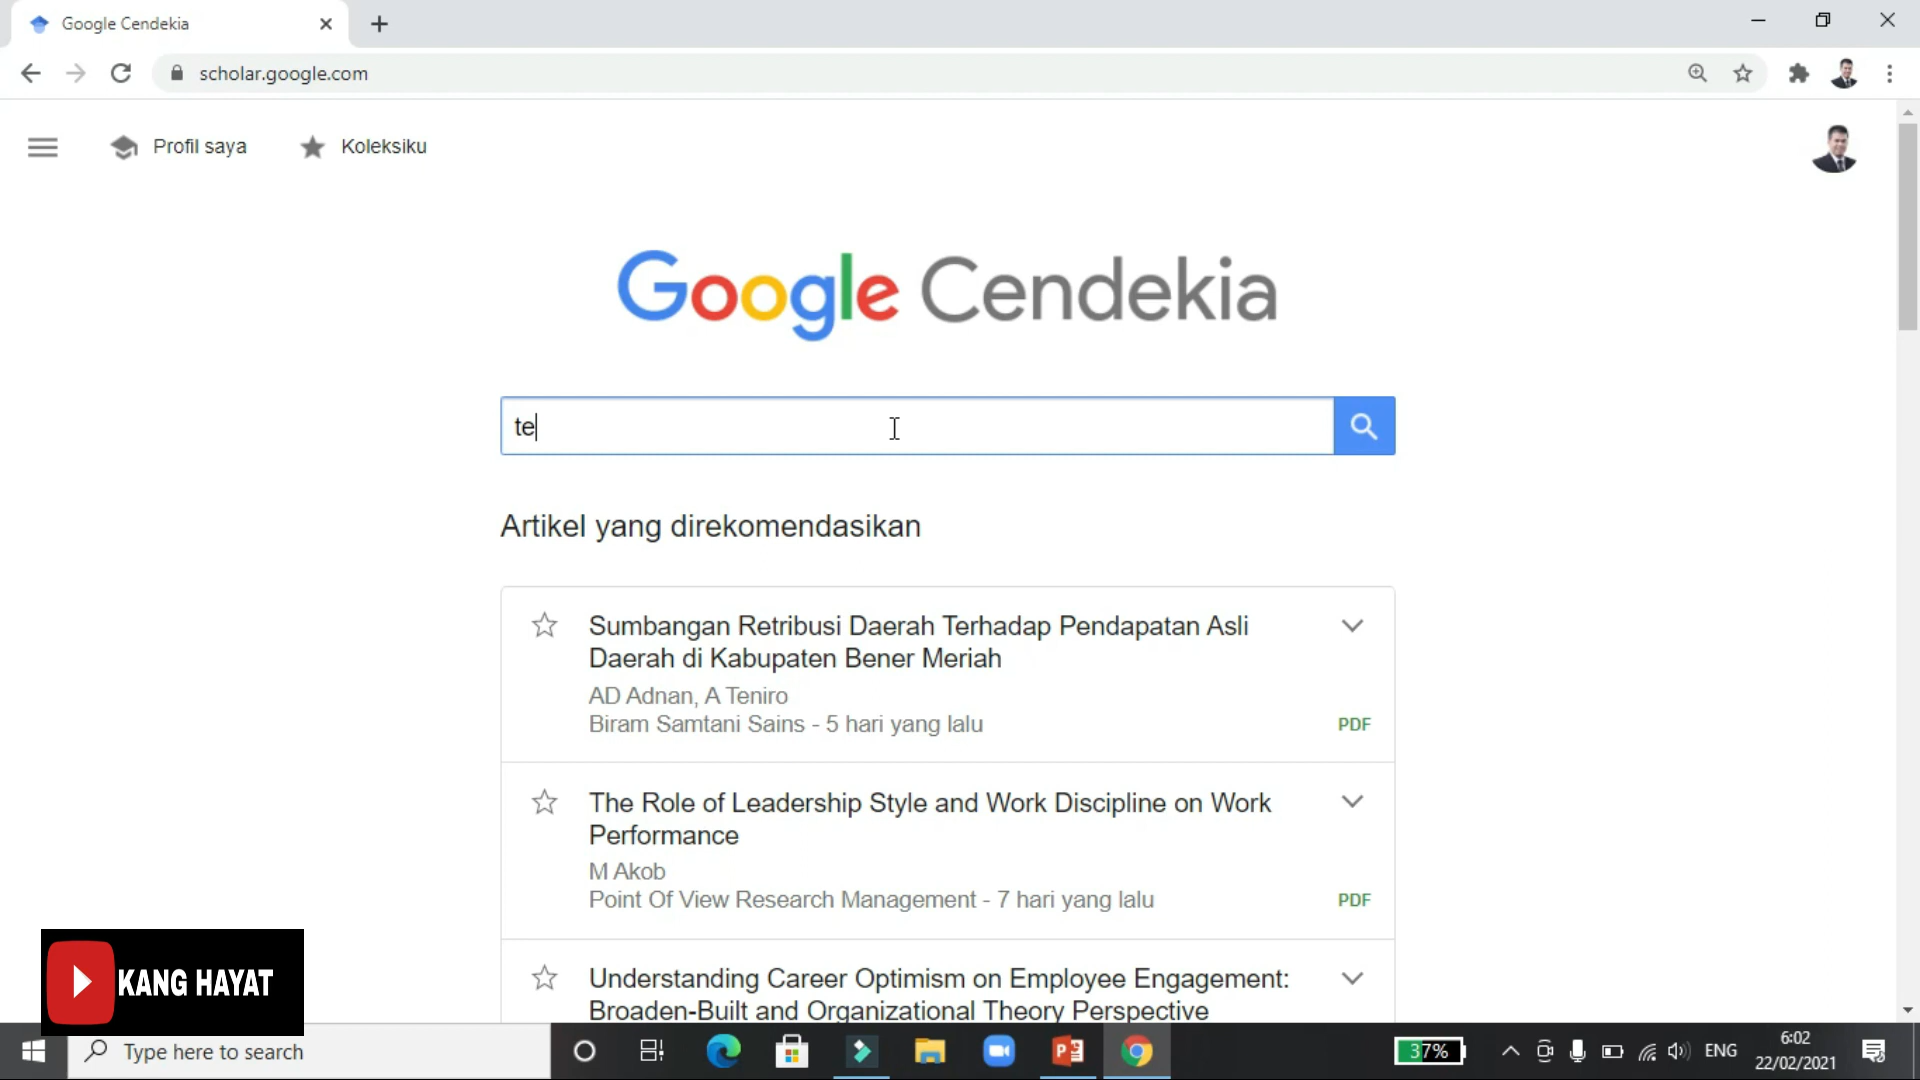 Google Cendekia
scholar.google.com
Profil saya
Koleksiku
Google Cendekia
te
Artikel yang direkomendasikan
Sumbangan Retribusi Daerah Terhadap Pendapatan Asli
Daerah di Kabupaten Bener Meriah
AD Adnan, A Teniro
Biram Samtani Sains - 5 hari yang lalu
PDF
The Role of Leadership Style and Work Discipline on Work
Performance
M Akob
Point Of View Research Management - 7 hari yang lalu
PDF
Understanding Career Optimism on Employee Engagement:
Broaden-Built and Organizational Theory Perspective
KANG HAYAT
Type here to search
37%
ENG
6:02
22/02/2021